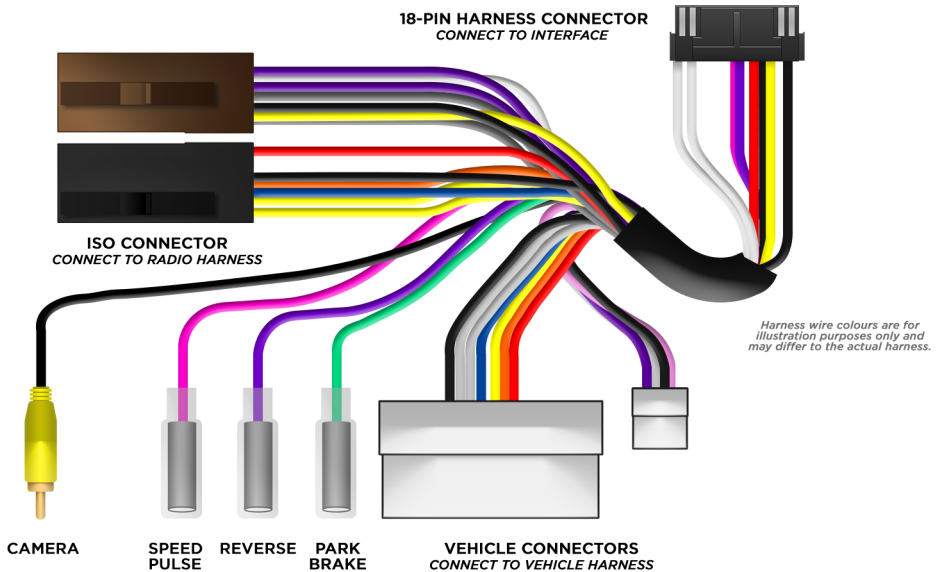 18-PIN HARNESS CONNECTOR
CONNECT TO INTERFACE
ISO CONNECTOR
CONNECT TO RADIO HARNESS
Harness wire colours are for
illustration purposes only and
may differ to the actual harness.
CAMERA
SPEED
PULSE
REVERSE
PARK
BRAKE
VEHICLE CONNECTORS
CONNECT TO VEHICLE HARNESS